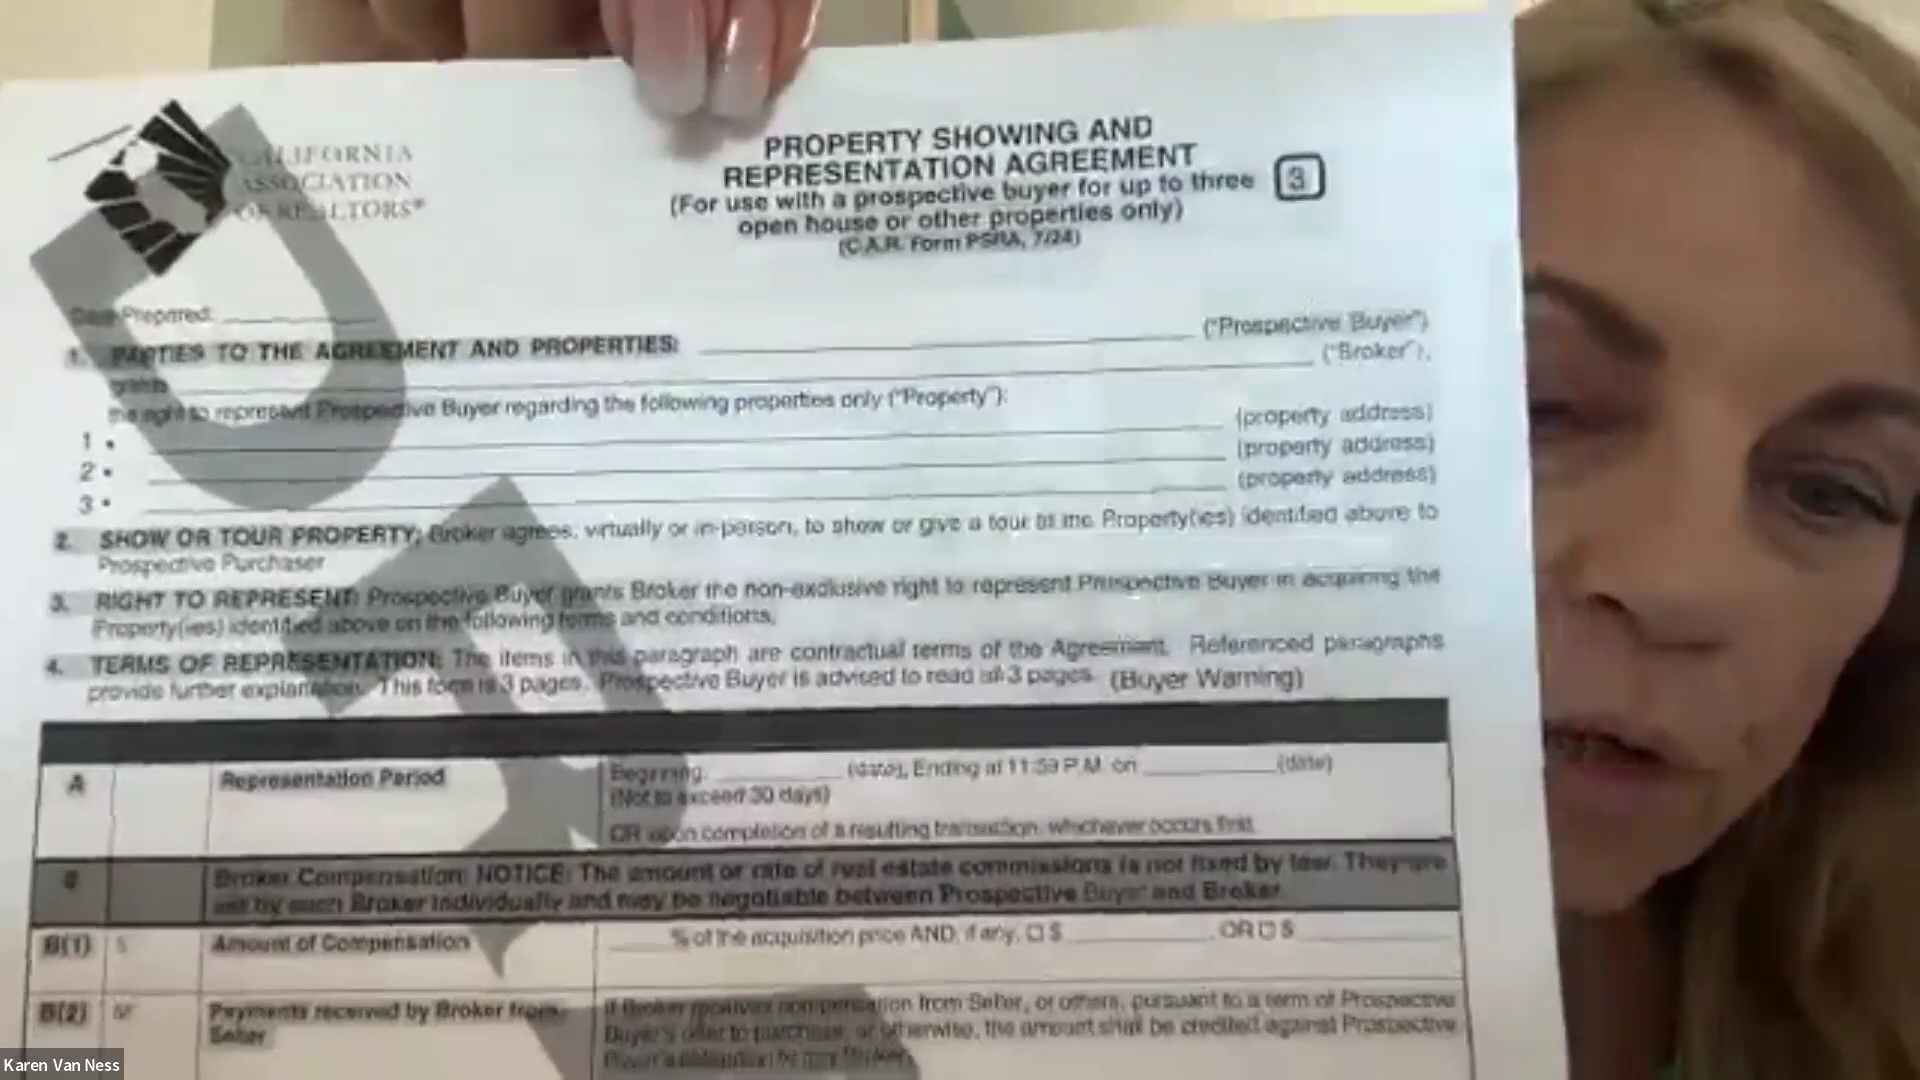 CALIFORNIA
ASSOCIATION
OF REALTORS®
PROPERTY SHOWING AND
REPRESENTATION AGREEMENT
(For use with a prospective buyer for up to three
open house or other properties only)
(C.A.R. Form PSRA, 7/24)
3
Date Prepared:
1. PARTIES TO THE AGREEMENT AND PROPERTIES: ("Prospective Buyer")
grants ("Broker"),
the right to represent Prospective Buyer regarding the following properties only ("Property"):
1. (property address)
2. (property address)
3. (property address)
2. SHOW OR TOUR PROPERTY: Broker agrees, virtually or in-person, to show or give a tour of the Property(ies) identified above to
Prospective Purchaser
3. RIGHT TO REPRESENT: Prospective Buyer grants Broker the non-exclusive right to represent Prospective Buyer in acquiring the
Property(ies) identified above on the following terms and conditions.
4. TERMS OF REPRESENTATION: The items in this paragraph are contractual terms of the Agreement. Referenced paragraphs
provide further explanation. This form is 3 pages. Prospective Buyer is advised to read all 3 pages. (Buyer Warning)
A Representation Period Beginning: (date), Ending at 11:59 P.M. on (date)
(Not to exceed 30 days)
OR upon completion of a resulting transaction, whichever occurs first
Broker Compensation: NOTICE: The amount or rate of real estate commissions is not fixed by law. They are
set by each Broker individually and may be negotiable between Prospective Buyer and Broker.
B(1) Amount of Compensation % of the acquisition price AND, if any, ☐ $ OR ☐ $
B(2) Payments received by Broker from If Broker receives compensation from Seller, or others, pursuant to a term of Prospective
Seller Buyer's offer to purchase, or otherwise, the amount shall be credited against Prospective
Buyer's obligation to pay Broker.
Karen Van Ness